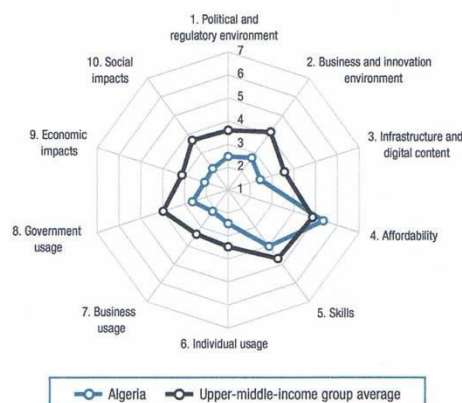 1. Political and
regulatory environment
2. Business and innovation
environment
3. Infrastructure and
digital content
4. Affordability
5. Skills
6. Individual usage
7. Business
usage
8. Government
usage
9. Economic
impacts
10. Social
impacts
7
6
5
4
3
2
1
Algeria
Upper-middle-income group average